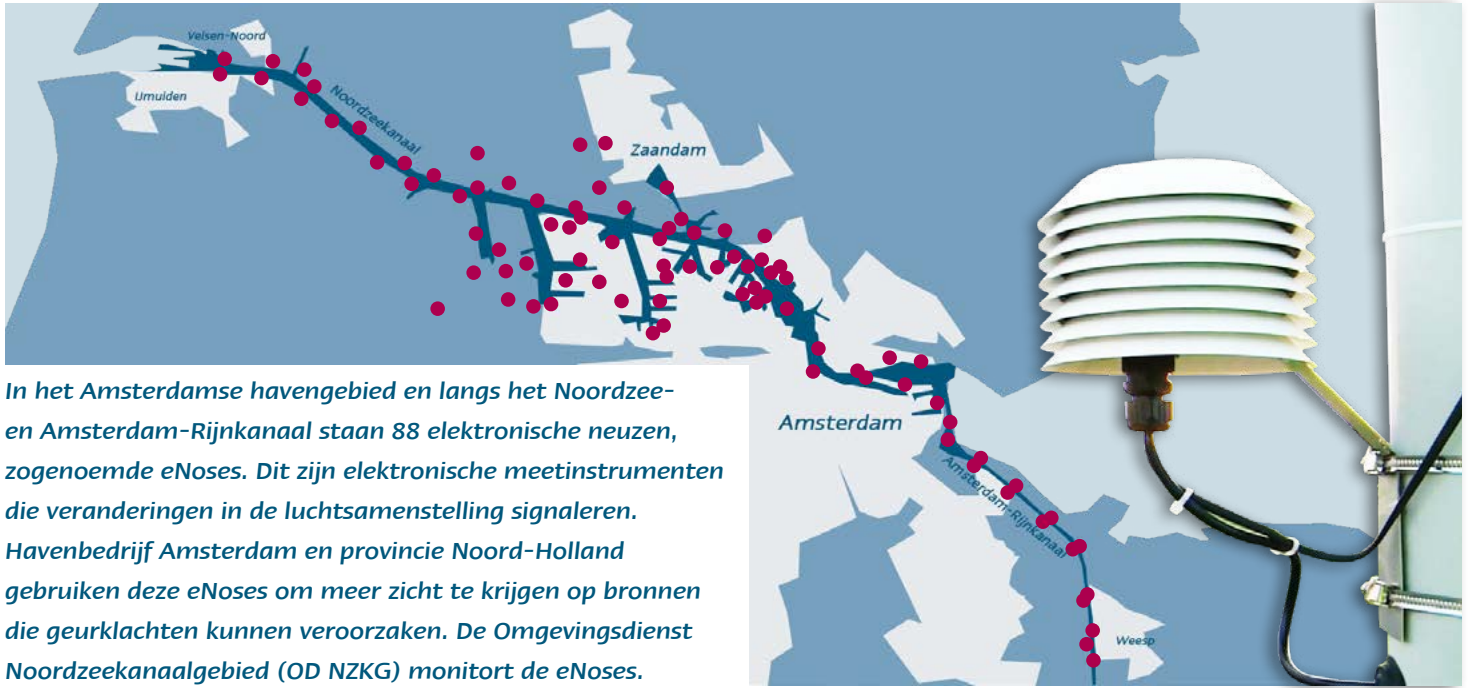 Velsen-Noord
IJmuiden
Noordzeekanaal
Zaandam
Amsterdam
Amsterdam-Rijnkanaal
Weesp
In het Amsterdamse havengebied en langs het Noordzee-
en Amsterdam-Rijnkanaal staan 88 elektronische neuzen,
zogenoemde eNoses. Dit zijn elektronische meetinstrumenten
die veranderingen in de luchtsamenstelling signaleren.
Havenbedrijf Amsterdam en provincie Noord-Holland
gebruiken deze eNoses om meer zicht te krijgen op bronnen
die geurklachten kunnen veroorzaken. De Omgevingsdienst
Noordzeekanaalgebied (OD NZKG) monitort de eNoses.